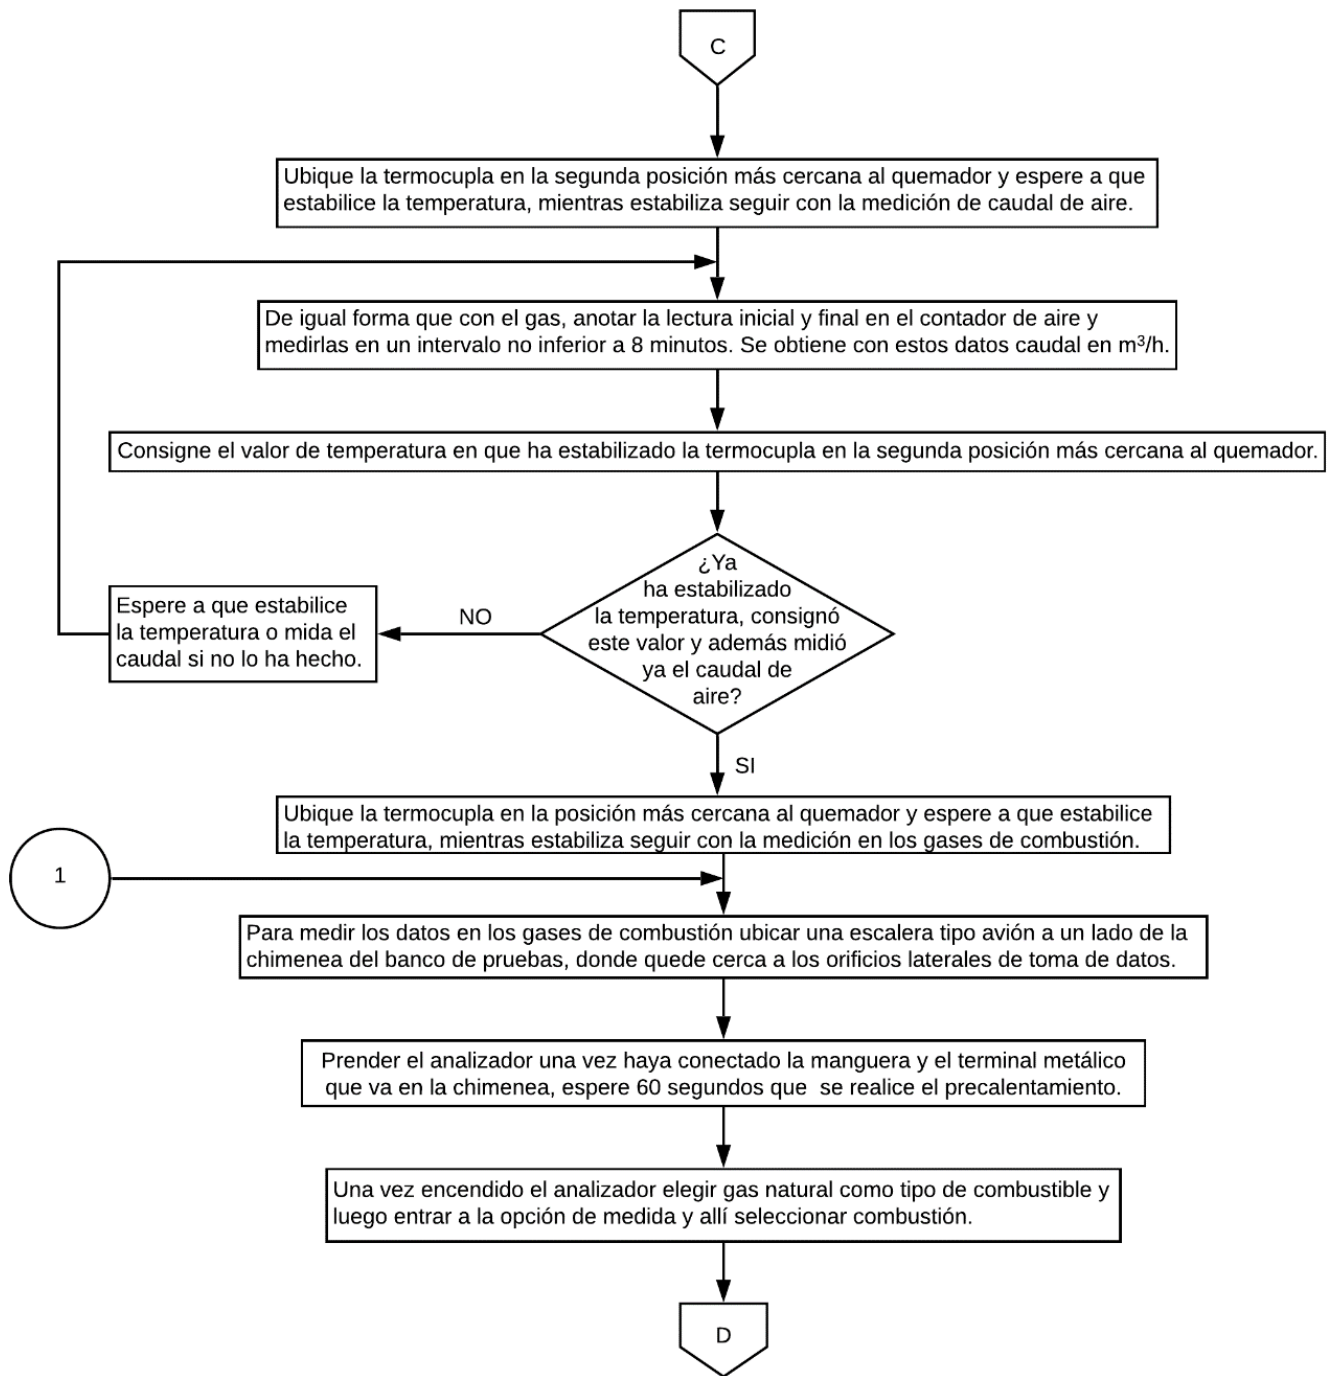 C
Ubique la termocupla en la segunda posición más cercana al quemador y espere a que
estabilice la temperatura, mientras estabiliza seguir con la medición de caudal de aire.
De igual forma que con el gas, anotar la lectura inicial y final en el contador de aire y
medirlas en un intervalo no inferior a 8 minutos. Se obtiene con estos datos caudal en m³/h.
Consigne el valor de temperatura en que ha estabilizado la termocupla en la segunda posición más cercana al quemador.
¿Ya
ha estabilizado
la temperatura, consignó
este valor y además midió
ya el caudal de
aire?
NO
Espere a que estabilice
la temperatura o mida el
caudal si no lo ha hecho.
SI
Ubique la termocupla en la posición más cercana al quemador y espere a que estabilice
la temperatura, mientras estabiliza seguir con la medición en los gases de combustión.
1
Para medir los datos en los gases de combustión ubicar una escalera tipo avión a un lado de la
chimenea del banco de pruebas, donde quede cerca a los orificios laterales de toma de datos.
Prender el analizador una vez haya conectado la manguera y el terminal metálico
que va en la chimenea, espere 60 segundos que  se realice el precalentamiento.
Una vez encendido el analizador elegir gas natural como tipo de combustible y
luego entrar a la opción de medida y allí seleccionar combustión.
D